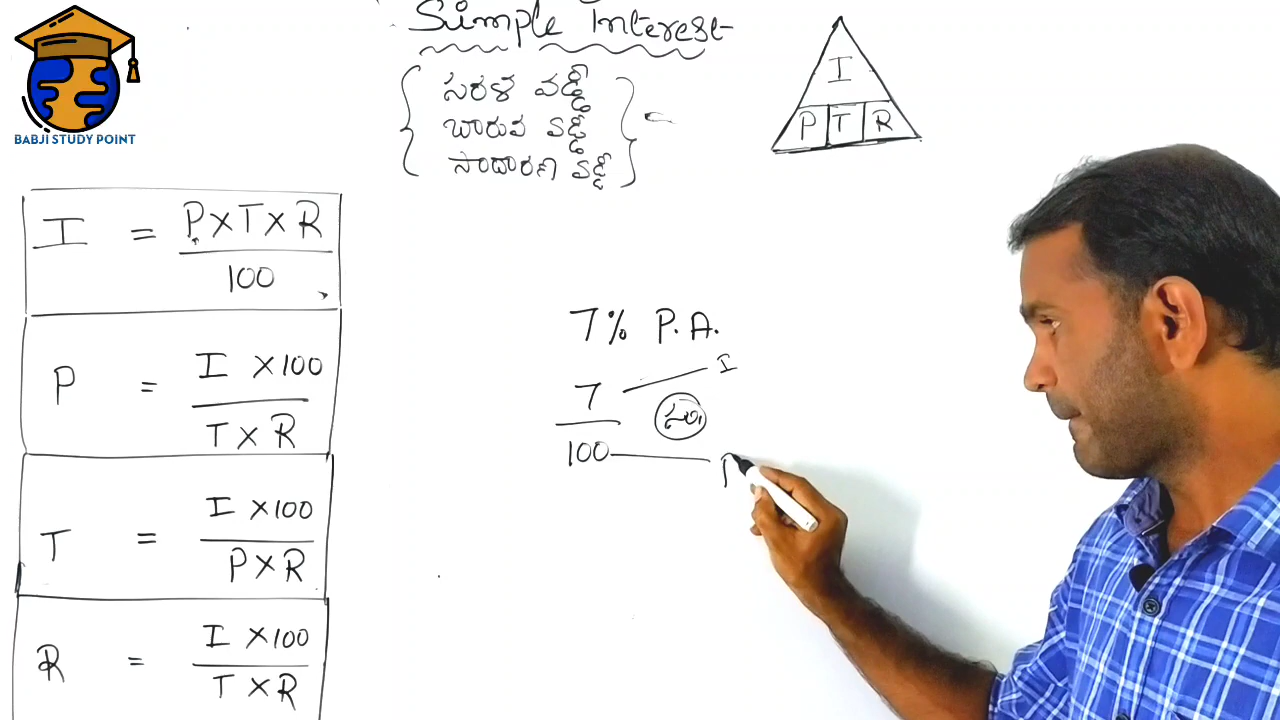 Simple Interest
సరళ వడ్డీ
బారువ వడ్డీ
సాదారణ వడ్డీ
=
I
P T R
BABJI STUDY POINT
I = P × T × R
100
P = I × 100
T × R
T = I × 100
P × R
R = I × 100
T × R
7% P.A.
7 I
100